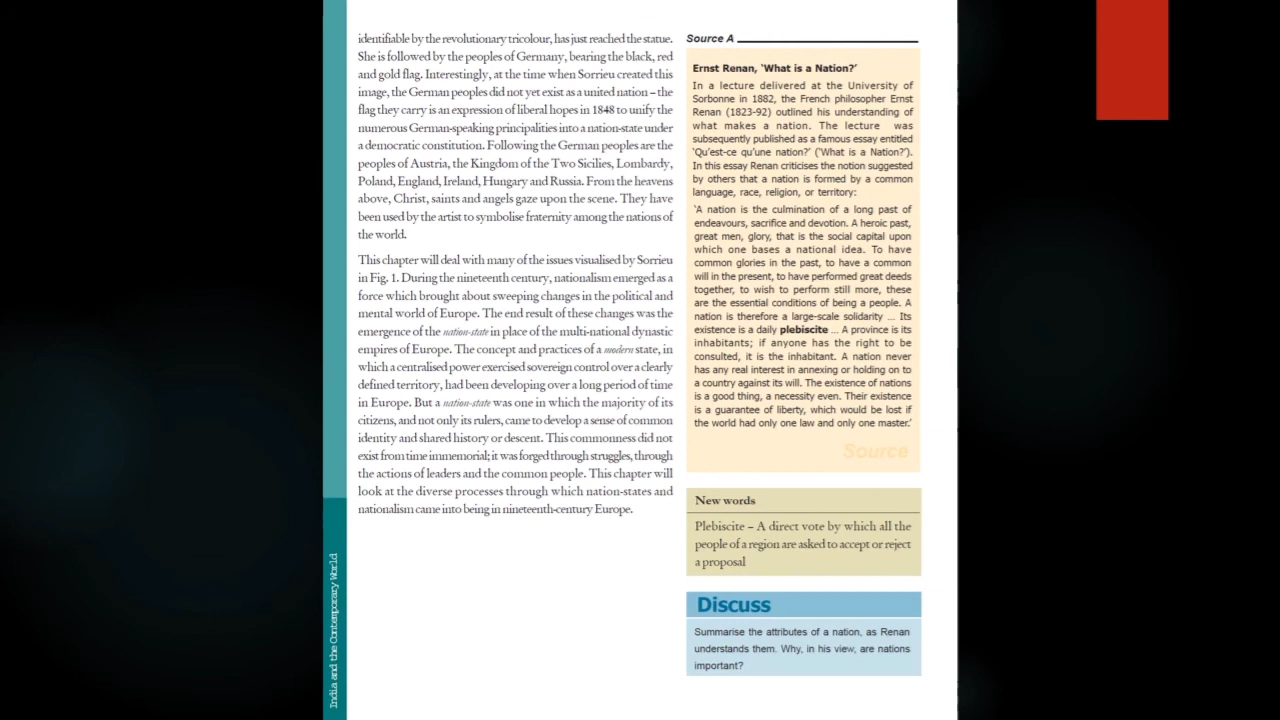 identifiable by the revolutionary tricolour, has just reached the statue.
She is followed by the peoples of Germany, bearing the black, red
and gold flag. Interestingly, at the time when Sorrieu created this
image, the German peoples did not yet exist as a united nation – the
flag they carry is an expression of liberal hopes in 1848 to unify the
numerous German-speaking principalities into a nation-state under
a democratic constitution. Following the German peoples are the
peoples of Austria, the Kingdom of the Two Sicilies, Lombardy,
Poland, England, Ireland, Hungary and Russia. From the heavens
above, Christ, saints and angels gaze upon the scene. They have
been used by the artist to symbolise fraternity among the nations of
the world.
This chapter will deal with many of the issues visualised by Sorrieu
in Fig. 1. During the nineteenth century, nationalism emerged as a
force which brought about sweeping changes in the political and
mental world of Europe. The end result of these changes was the
emergence of the nation-state in place of the multi-national dynastic
empires of Europe. The concept and practices of a modern state, in
which a centralised power exercised sovereign control over a clearly
defined territory, had been developing over a long period of time
in Europe. But a nation-state was one in which the majority of its
citizens, and not only its rulers, came to develop a sense of common
identity and shared history or descent. This commonness did not
exist from time immemorial; it was forged through struggles, through
the actions of leaders and the common people. This chapter will
look at the diverse processes through which nation-states and
nationalism came into being in nineteenth-century Europe.
India and the Contemporary World
Source A
Ernst Renan, ‘What is a Nation?’
In a lecture delivered at the University of
Sorbonne in 1882, the French philosopher Ernst
Renan (1823-92) outlined his understanding of
what makes a nation. The lecture was
subsequently published as a famous essay entitled
‘Qu’est-ce qu’une nation?’ (‘What is a Nation?’).
In this essay Renan criticises the notion suggested
by others that a nation is formed by a common
language, race, religion, or territory:
‘A nation is the culmination of a long past of
endeavours, sacrifice and devotion. A heroic past,
great men, glory, that is the social capital upon
which one bases a national idea. To have
common glories in the past, to have a common
will in the present, to have performed great deeds
together, to wish to perform still more, these
are the essential conditions of being a people. A
nation is therefore a large-scale solidarity … Its
existence is a daily plebiscite … A province is its
inhabitants; if anyone has the right to be
consulted, it is the inhabitant. A nation never
has any real interest in annexing or holding on to
a country against its will. The existence of nations
is a good thing, a necessity even. Their existence
is a guarantee of liberty, which would be lost if
the world had only one law and only one master.’
Source
New words
Plebiscite – A direct vote by which all the
people of a region are asked to accept or reject
a proposal
Discuss
Summarise the attributes of a nation, as Renan
understands them. Why, in his view, are nations
important?